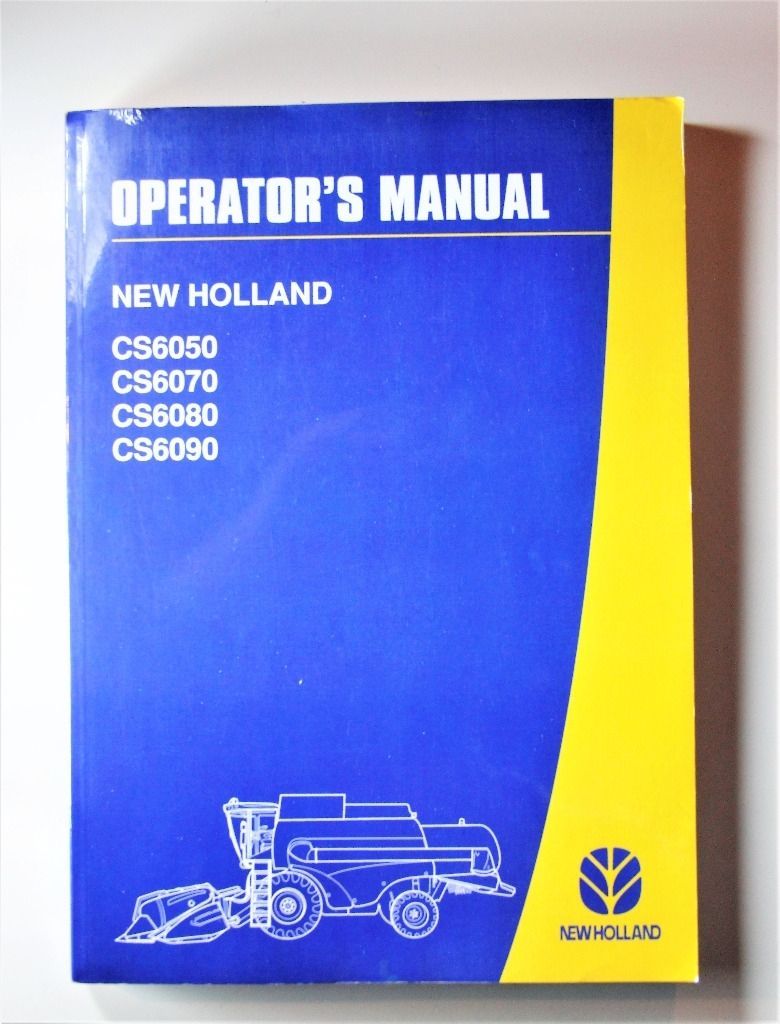 OPERATOR'S MANUAL
NEW HOLLAND
CS6050
CS6070
CS6080
CS6090
NEW HOLLAND